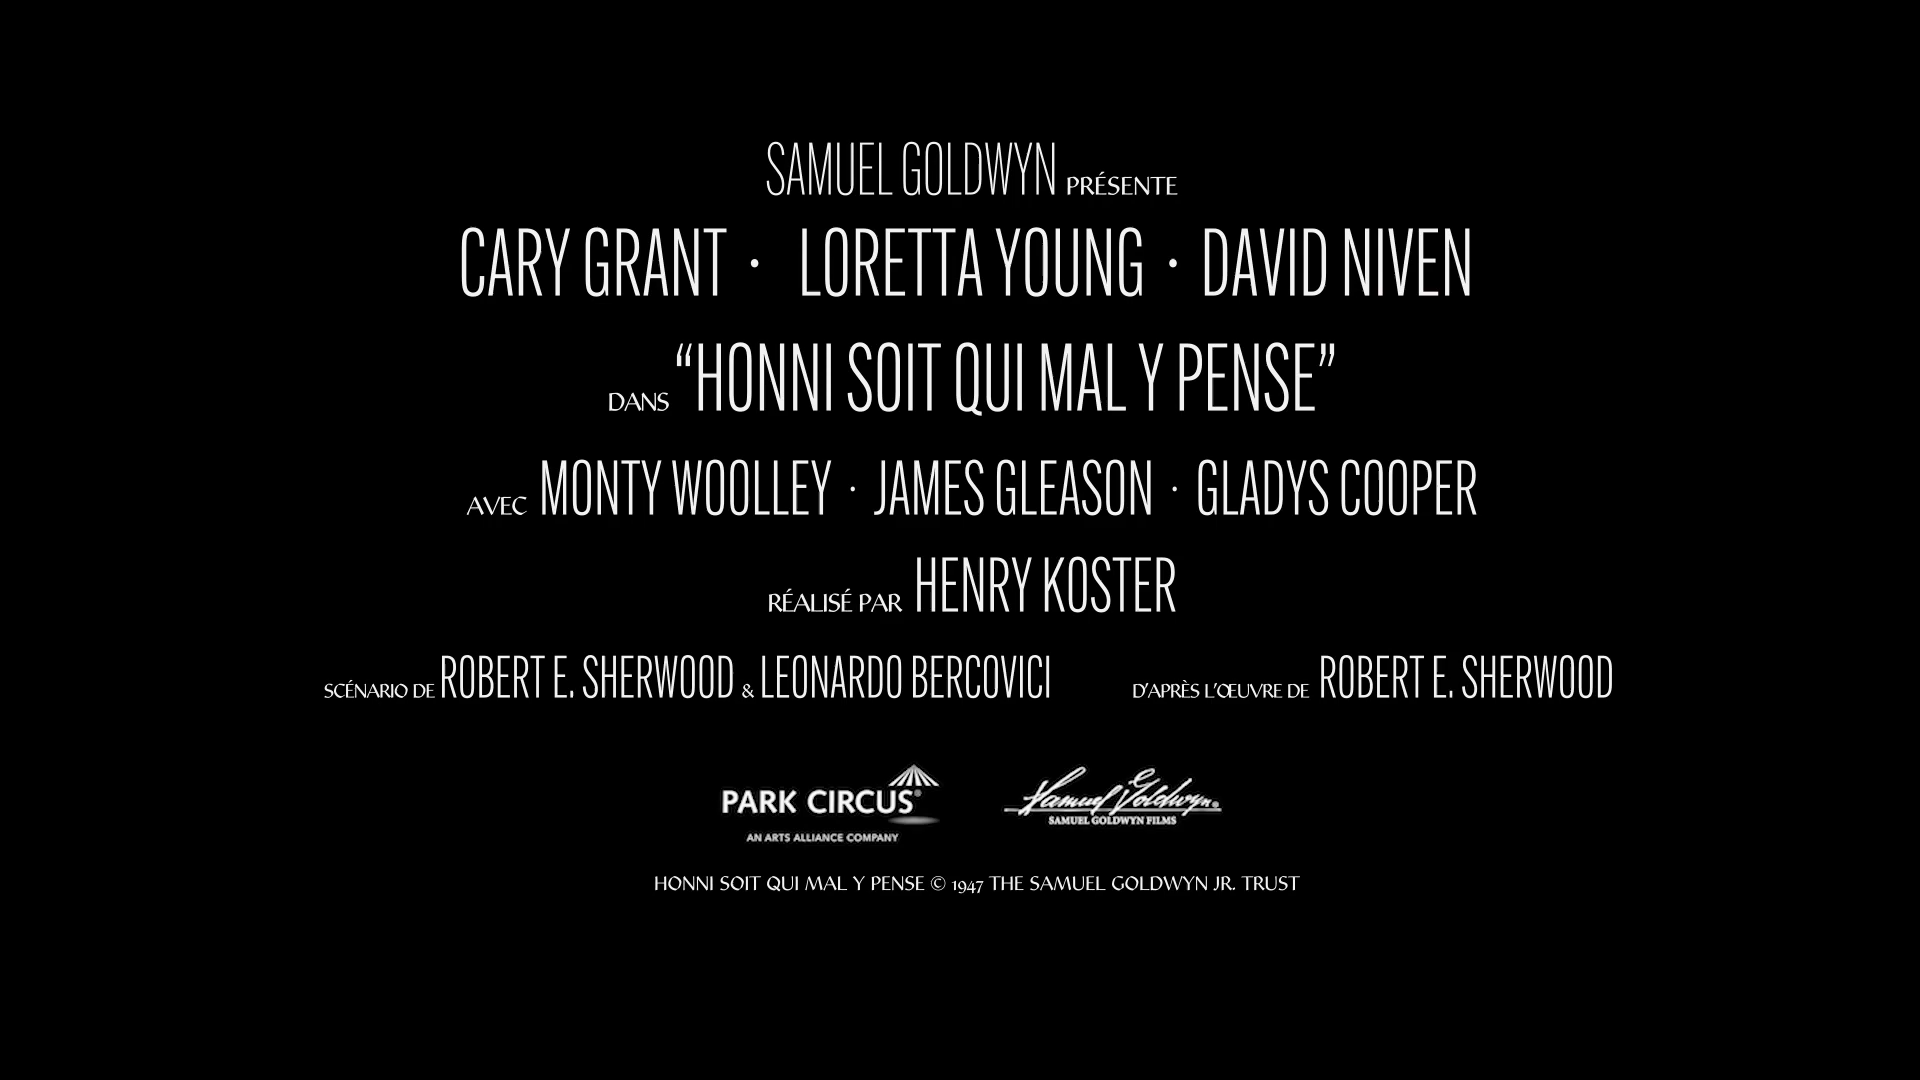 SAMUEL GOLDWYN PRÉSENTE
CARY GRANT · LORETTA YOUNG · DAVID NIVEN
DANS “HONNI SOIT QUI MAL Y PENSE”
AVEC MONTY WOOLLEY · JAMES GLEASON · GLADYS COOPER
RÉALISÉ PAR HENRY KOSTER
SCÉNARIO DE ROBERT E. SHERWOOD & LEONARDO BERCOVICI D’APRÈS L’ŒUVRE DE ROBERT E. SHERWOOD
PARK CIRCUS®
AN ARTS ALLIANCE COMPANY
Samuel Goldwyn®
SAMUEL GOLDWYN FILMS
HONNI SOIT QUI MAL Y PENSE © 1947 THE SAMUEL GOLDWYN JR. TRUST